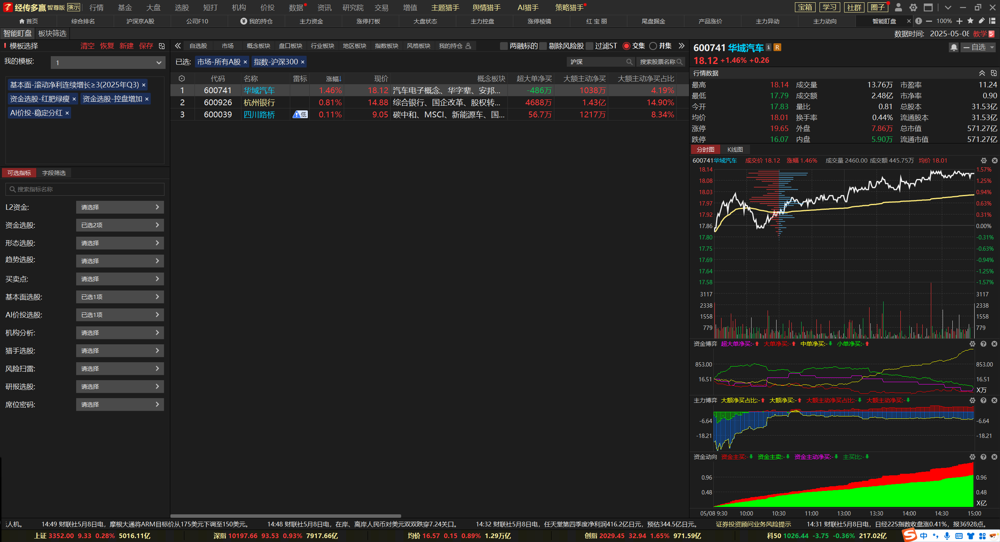 经传多赢 智尊版 演示 行情 基金 大盘 选股 短打 机构 价投 数据 资讯 研究院 交易 增值 主题猎手 舆情猎手 AI猎手 策略猎手 宝箱 学习 社群 圈子
首页 综合排名 沪深京A股 公司F10 我的持仓 主力资金 涨停打板 大盘状态 主力控盘 涨停棱镜 红宝丽 尾盘掘金 产品涨价 主力异动 主力动向 智能盯盘 × 100%
智能盯盘 板块筛选 数据时间: 2025-05-08 教学
模板选择 清空 恢复 新建 保存
我的模板: 1
基本面-滚动净利连续增长≥3(2025年Q3) ×
资金选股-红肥绿瘦 × 资金选股-控盘增加 ×
AI价投-稳定分红 ×
可选指标 字段筛选
搜索指标名称
L2资金: 请选择
资金选股: 已选2项
形态选股: 请选择
趋势选股: 请选择
买卖点: 请选择
基本面选股: 已选1项
AI价投选股: 已选1项
机构分析: 请选择
猎手选股: 请选择
风险扫雷: 请选择
研报选股: 请选择
席位密码: 请选择
自选股 市场 概念板块 盘口板块 行业板块 地区板块 指数板块 风格板块 我的持仓 两融标的 剔除风险股 过滤ST 交集 并集
已选: 市场-所有A股 × 指数-沪深300 × 沪深 搜索股票名称
代码 名称 雷标 涨幅↓ 现价 概念板块 超大单净买 大额主动净买 大额主动净买占比
1 600741 华域汽车 1.46% 18.12 汽车电子概念、华字辈、安邦... -486万 1038万 4.19%
2 600926 杭州银行 0.81% 14.88 综合银行、国企改革、股权转... 4688万 1.43亿 14.90%
3 600039 四川路桥 低 0.11% 9.05 碳中和、MSCI、新能源车、国... 56.7万 1217万 8.34%
600741 华域汽车 R 自选
18.12 +1.46% +0.26
行情数据
最高 18.14 成交量 13.76万 市盈率 11.24
最低 17.79 成交额 2.48亿 市净率 0.90
今开 17.83 量比 0.81 总股本 31.53亿
均价 18.01 换手率 0.44% 流通股本 31.53亿
涨停 19.65 外盘 7.86万 总市值 571.27亿
跌停 16.07 内盘 5.90万 流通市值 571.27亿
分时图 K线图
600741华域汽车 成交价 18.12 涨幅 1.46% 成交量 2460.00 成交额 445.75万 均价 18.01
18.14 1.57%
18.08 1.25%
18.03 0.94%
17.97 0.63%
17.92 0.31%
17.86 0.00%
17.80 -0.31%
17.75 -0.63%
17.69 -0.94%
17.64 -1.25%
17.58 -1.57%
3117 3117
2338 2338
1558 1558
779 779
资金博弈 超大单净买:- 大单净买:- 中单净买:- 小单净买:-
853.00 853.00
16.51 16.51
X万
主力博弈 大额净买占比:- 大额净买:- 大额主动净买占比:- 大额主动净买:-
-6.64 -6.64
-18.21 -18.21
资金动向 资金主买:- 资金主卖:- 资金主动净买:- 主买比:-
0.96 0.96
0.48 0.48
X亿
05/08 9:30 10:00 10:30 11:00 13:00 13:30 14:00 14:30 15:00
人机。 14:49 财联社5月8日电，摩根大通将ARM目标价从175美元下调至150美元。 14:48 财联社5月8日电，在岸、离岸人民币对美元双双跌穿7.24关口。 14:32 财联社5月8日电，任天堂第四季度净利润416.2亿日元，预估344.5亿日元。 证券投资顾问业务风险提示 14:31 财联社5月8日电，日经225指数收盘涨0.41%，报36928点。
上证 3352.00 9.33 0.28% 5016.11亿 深指 10197.66 93.53 0.93% 7917.66亿 均价 16.57 0.15 0.89% 1.29万亿 创指 2029.45 32.94 1.65% 971.59亿 科50 1026.44 -3.75 -0.36% 217.02亿 中